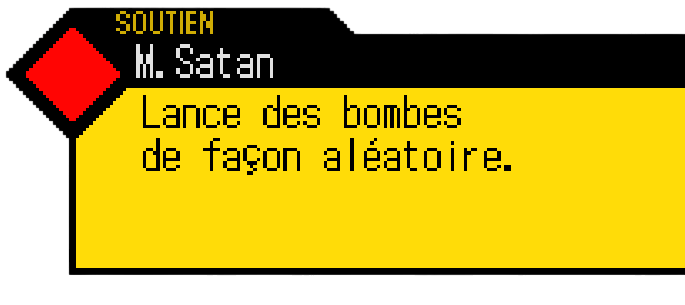 SOUTIEN
M. Satan
Lance des bombes
de façon aléatoire.